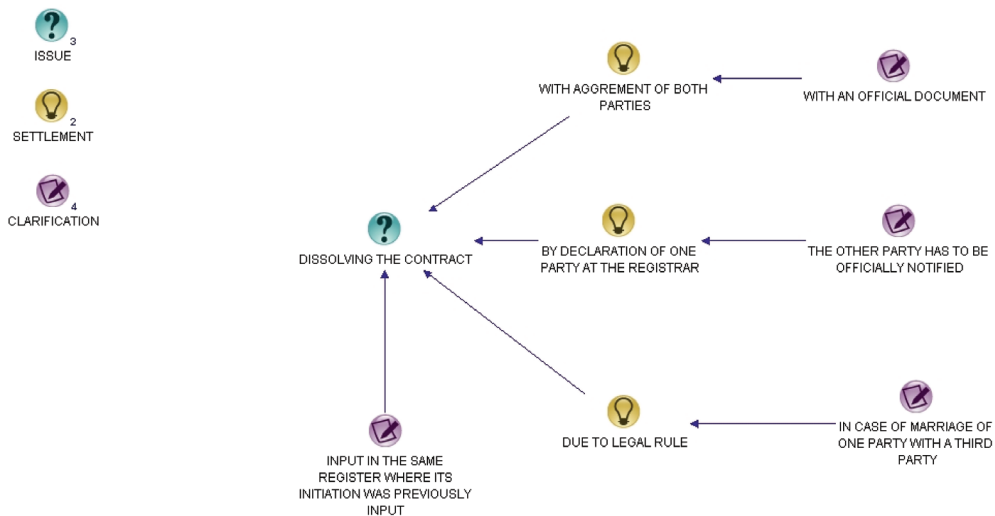 3
ISSUE
2
SETTLEMENT
4
CLARIFICATION
WITH AGGREMENT OF BOTH
PARTIES
WITH AN OFFICIAL DOCUMENT
DISSOLVING THE CONTRACT
BY DECLARATION OF ONE
PARTY AT THE REGISTRAR
THE OTHER PARTY HAS TO BE
OFFICIALLY NOTIFIED
INPUT IN THE SAME
REGISTER WHERE ITS
INITIATION WAS PREVIOUSLY
INPUT
DUE TO LEGAL RULE
IN CASE OF MARRIAGE OF
ONE PARTY WITH A THIRD
PARTY